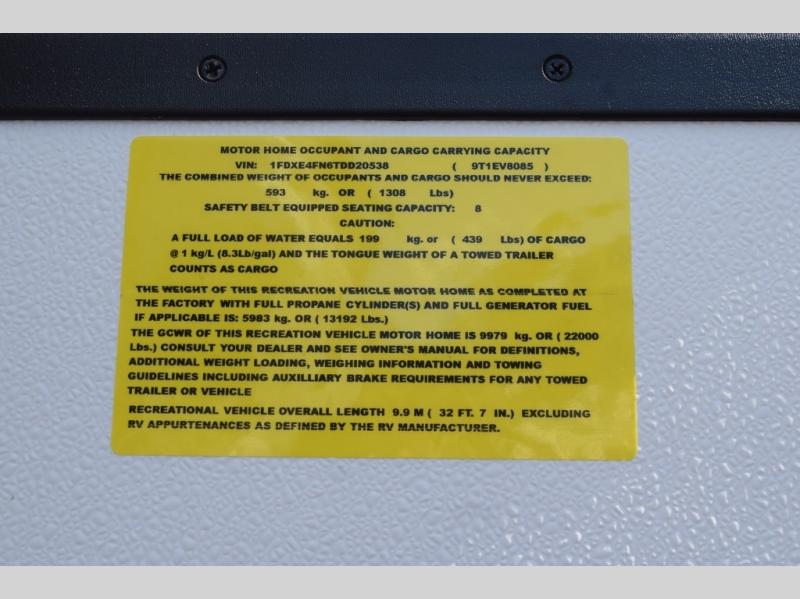 MOTOR HOME OCCUPANT AND CARGO CARRYING CAPACITY
VIN: 1FDXE4FN6TDD20538 ( 9T1EV8085 )
THE COMBINED WEIGHT OF OCCUPANTS AND CARGO SHOULD NEVER EXCEED:
593 kg. OR ( 1308 Lbs)
SAFETY BELT EQUIPPED SEATING CAPACITY: 8
CAUTION:
A FULL LOAD OF WATER EQUALS 199 kg. or ( 439 Lbs) OF CARGO
@ 1 kg/L (8.3Lb/gal) AND THE TONGUE WEIGHT OF A TOWED TRAILER
COUNTS AS CARGO
THE WEIGHT OF THIS RECREATION VEHICLE MOTOR HOME AS COMPLETED AT
THE FACTORY WITH FULL PROPANE CYLINDER(S) AND FULL GENERATOR FUEL
IF APPLICABLE IS: 5983 kg. OR ( 13192 Lbs.)
THE GCWR OF THIS RECREATION VEHICLE MOTOR HOME IS 9979 kg. OR ( 22000
Lbs.) CONSULT YOUR DEALER AND SEE OWNER'S MANUAL FOR DEFINITIONS,
ADDITIONAL WEIGHT LOADING, WEIGHING INFORMATION AND TOWING
GUIDELINES INCLUDING AUXILLIARY BRAKE REQUIREMENTS FOR ANY TOWED
TRAILER OR VEHICLE
RECREATIONAL VEHICLE OVERALL LENGTH 9.9 M ( 32 FT. 7 IN.) EXCLUDING
RV APPURTENANCES AS DEFINED BY THE RV MANUFACTURER.